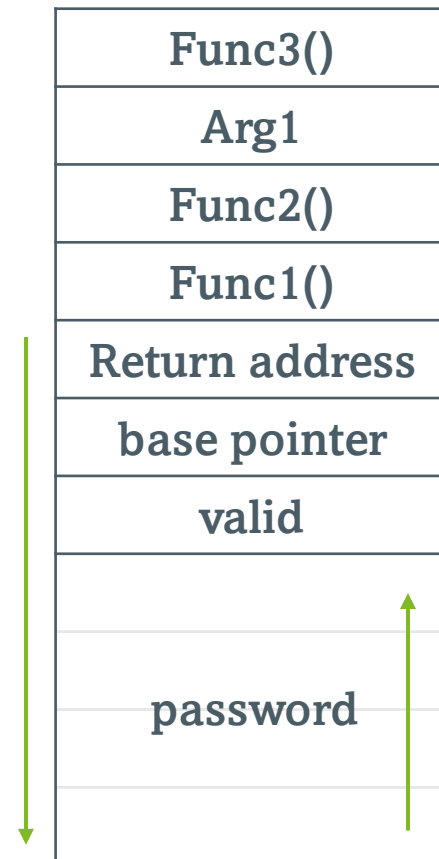 Func3()
Arg1
Func2()
Func1()
Return address
base pointer
valid
password